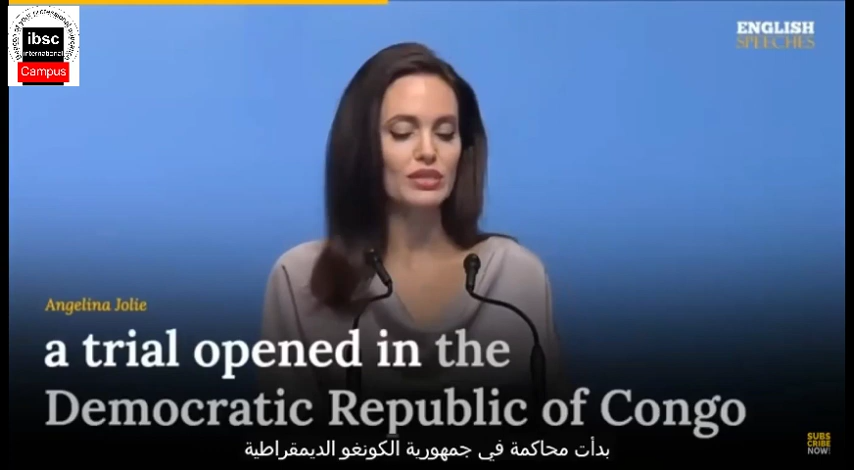 ibsc
international
Campus
ENGLISH
SPEECHES
Angelina Jolie
a trial opened in the
Democratic Republic of Congo
بدأت محاكمة في جمهورية الكونغو الديمقراطية
SUBS
CRIBE
NOW!